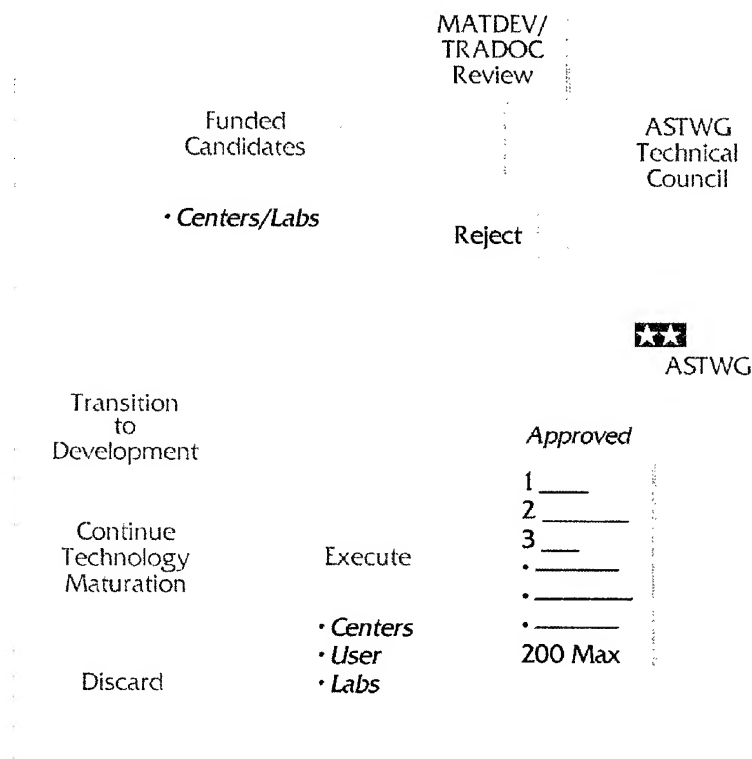 MATDEV/
TRADOC
Review
Funded
Candidates
ASTWG
Technical
Council
• Centers/Labs
Reject
ASTWG
Transition
to
Development
Approved
1
2
3
•
•
•
200 Max
Continue
Technology
Maturation
Execute
• Centers
• User
• Labs
Discard